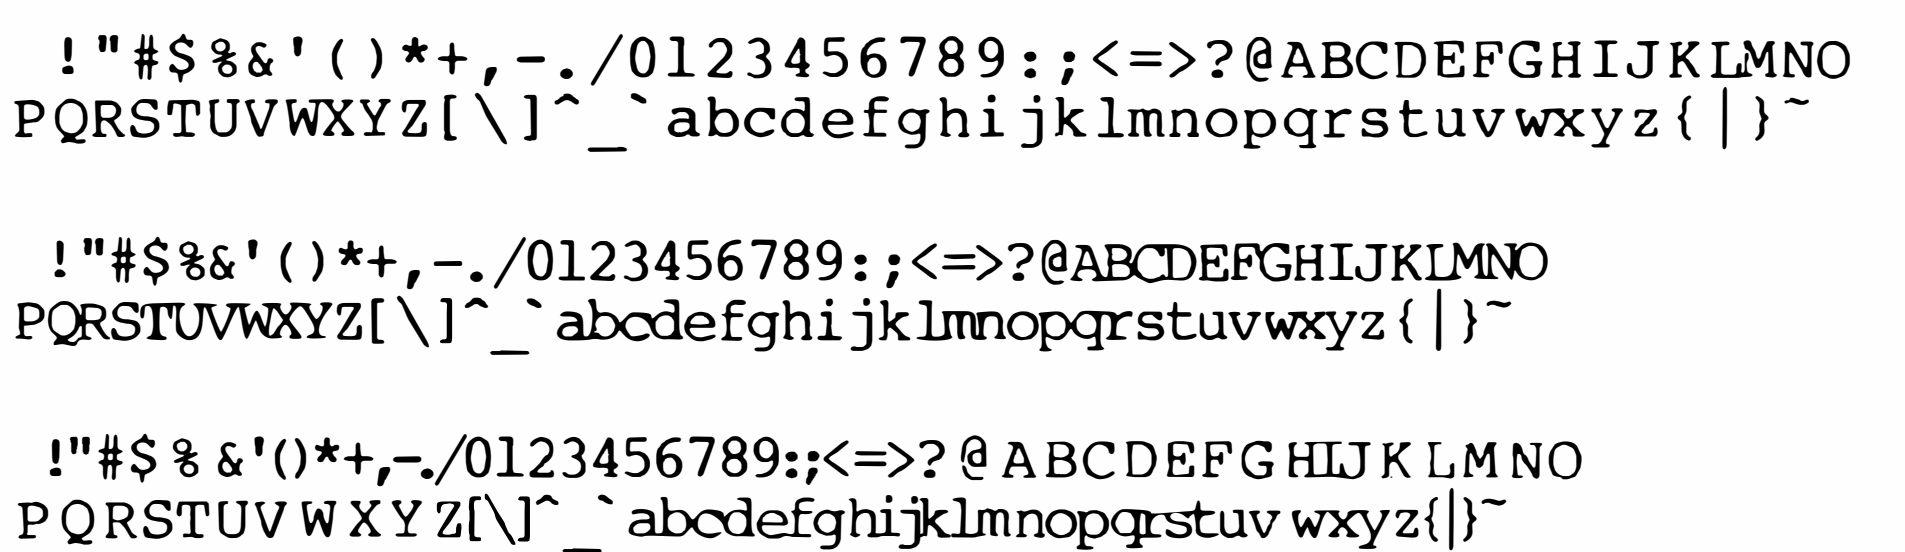 !"#$%&'()*+,-./0123456789:;<=>?@ABCDEFGHIJKLMNO
PQRSTUVWXYZ[\]^_`abcdefghijklmnopqrstuvwxyz{|}~
!"#$%&'()*+,-./0123456789:;<=>?@ABCDEFGHIJKLMNO
PQRSTUVWXYZ[\]^_`abcdefghijklmnopqrstuvwxyz{|}~
!"#$%&'()*+,-./0123456789:;<=>?@ABCDEFGHIJKLMNO
PQRSTUVWXYZ[\]^_`abcdefghijklmnopqrstuvwxyz{|}~